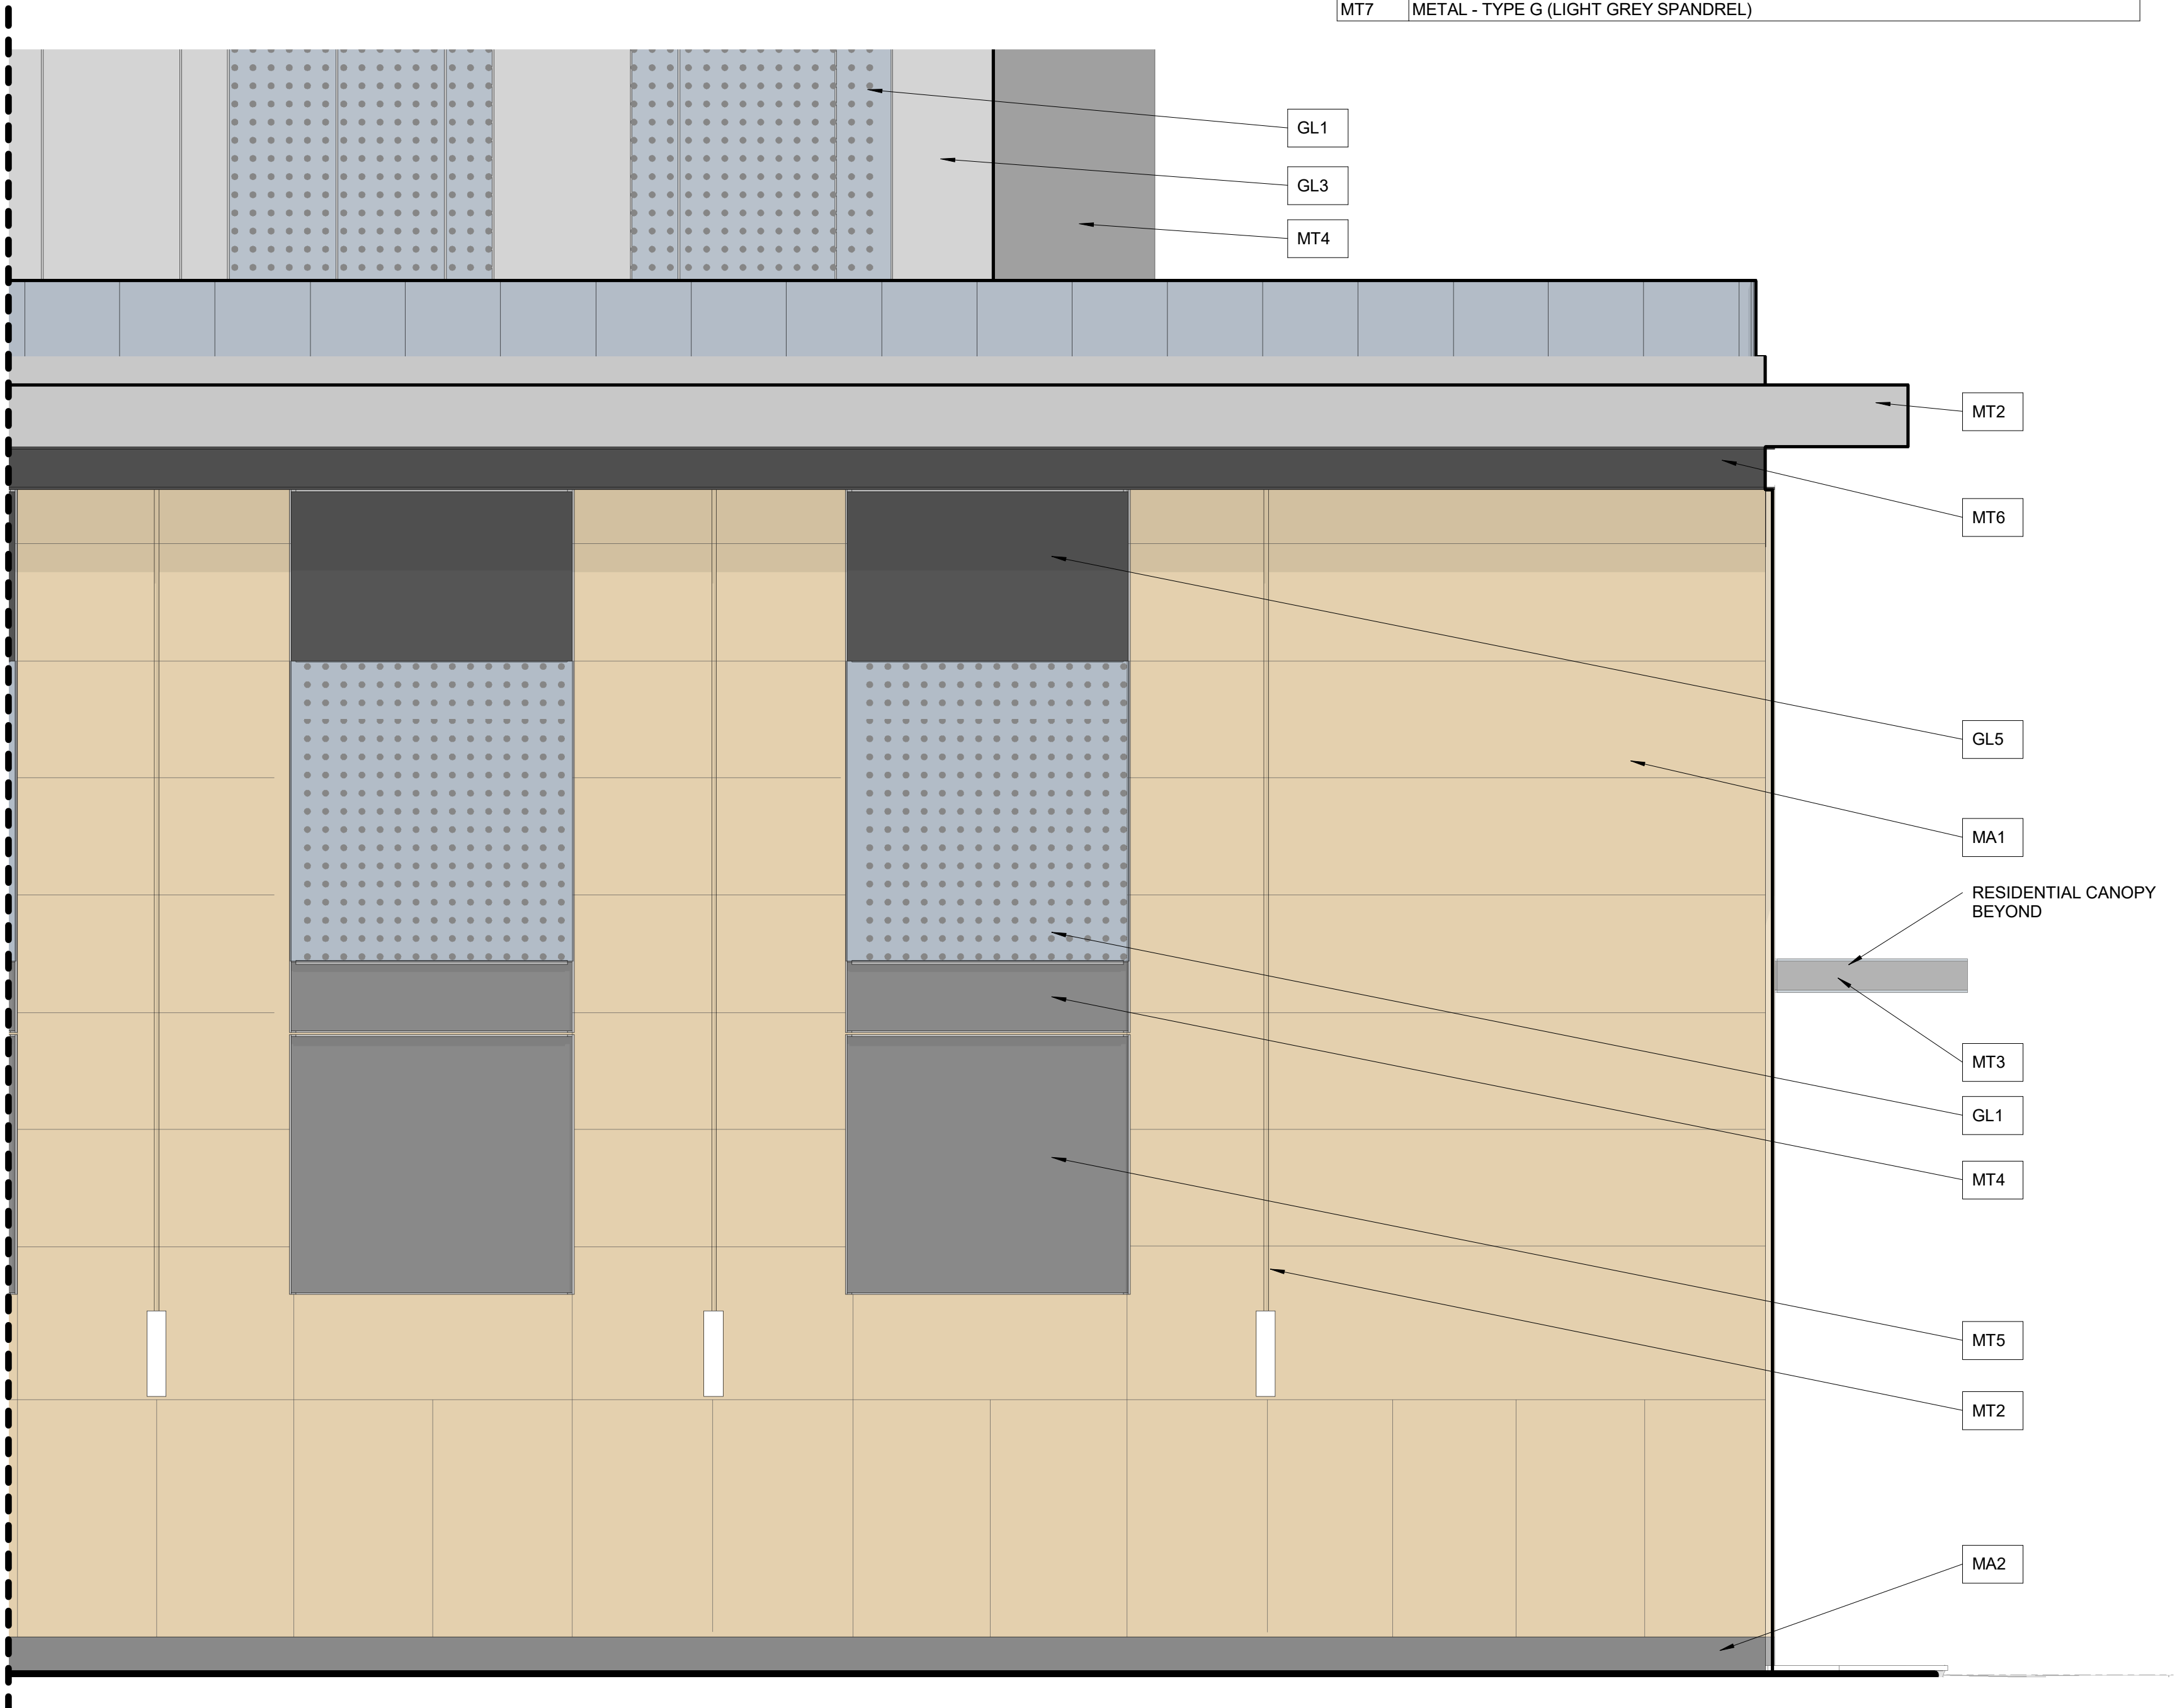 MT7 METAL - TYPE G (LIGHT GREY SPANDREL)
GL1
GL3
MT4
MT2
MT6
GL5
MA1
RESIDENTIAL CANOPY
BEYOND
MT3
GL1
MT4
MT5
MT2
MA2